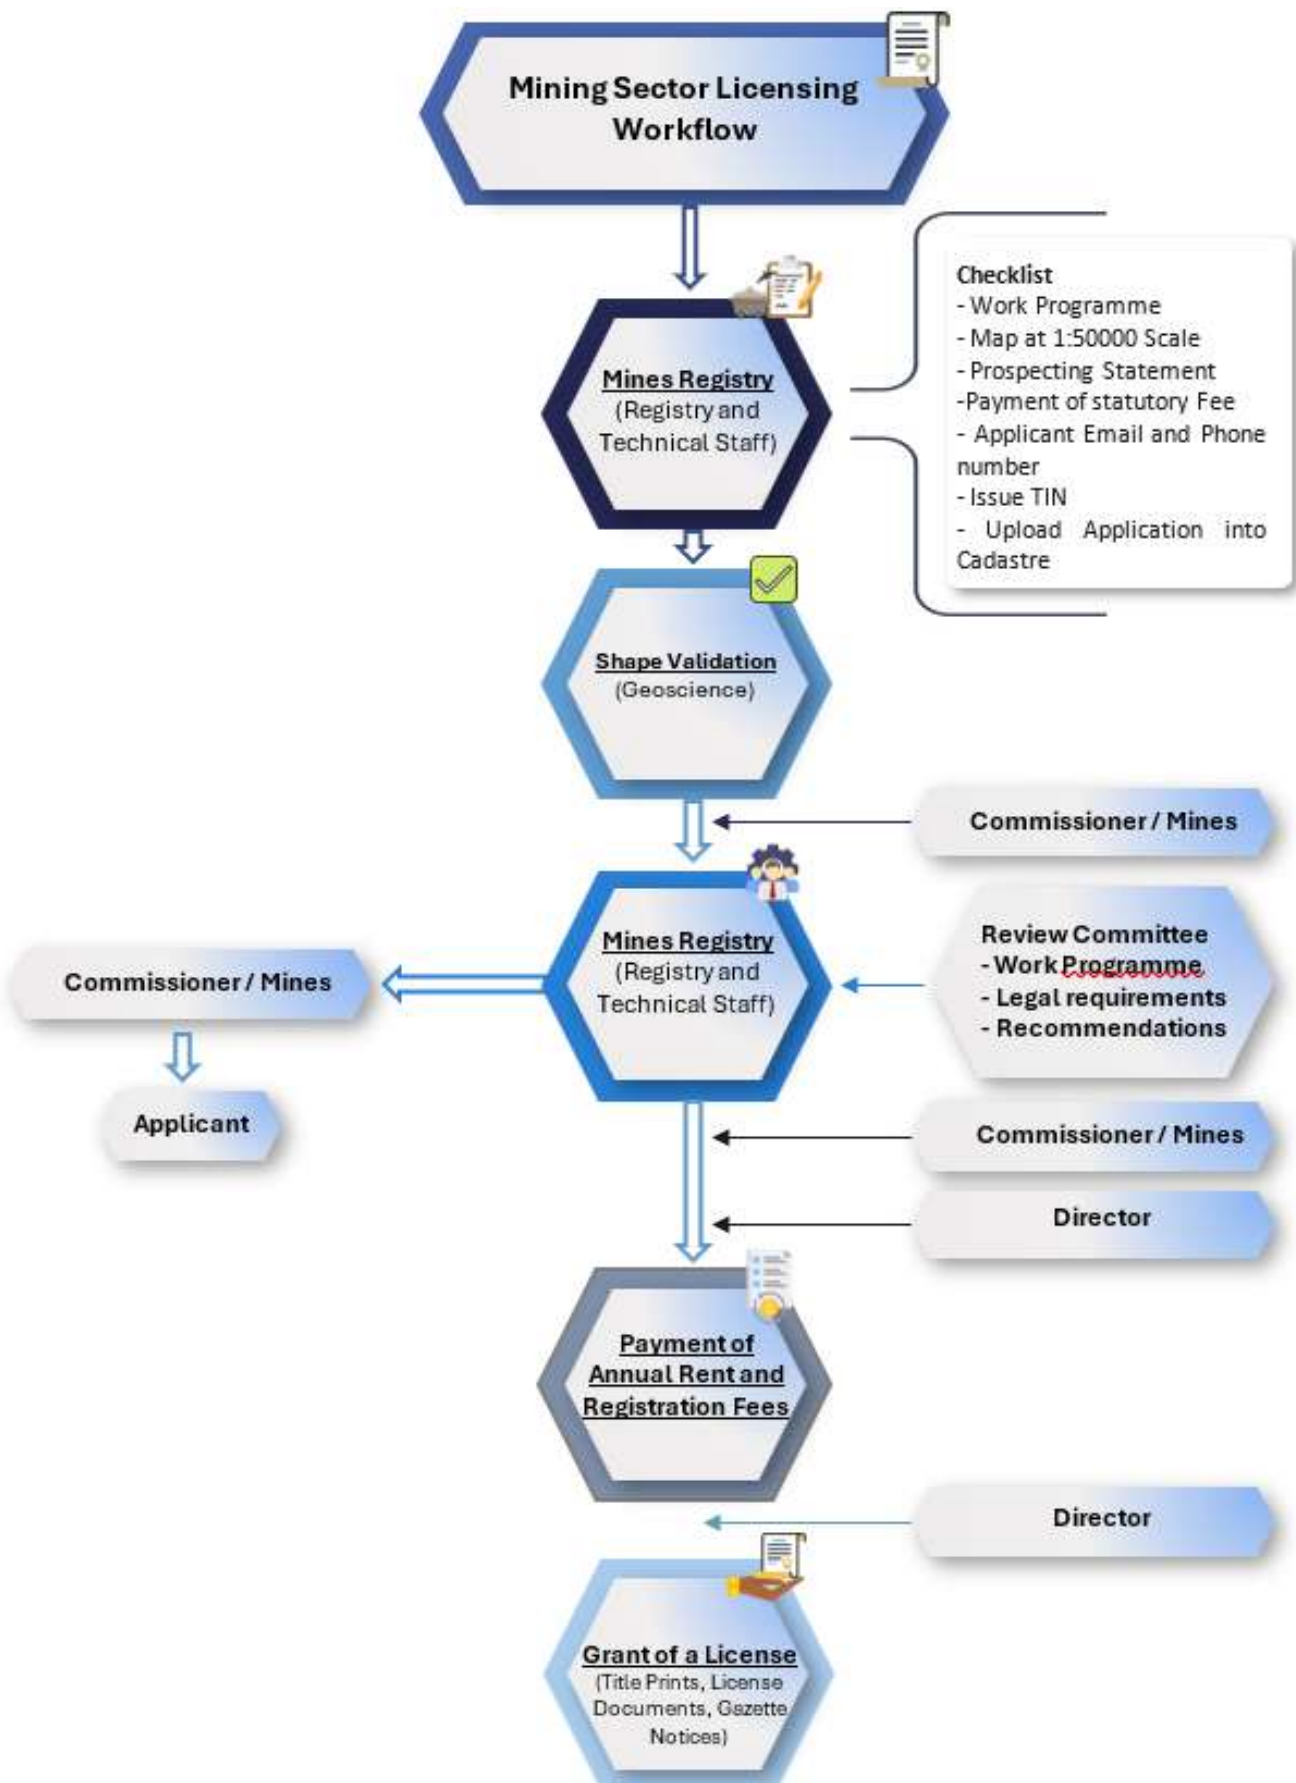 Mining Sector Licensing
Workflow
Mines Registry
(Registry and
Technical Staff)
Checklist
- Work Programme
- Map at 1:50000 Scale
- Prospecting Statement
-Payment of statutory Fee
- Applicant Email and Phone
number
- Issue TIN
- Upload Application into
Cadastre
Shape Validation
(Geoscience)
Commissioner / Mines
Mines Registry
(Registry and
Technical Staff)
Review Committee
- Work Programme
- Legal requirements
- Recommendations
Commissioner / Mines
Applicant
Commissioner / Mines
Director
Payment of
Annual Rent and
Registration Fees
Director
Grant of a License
(Title Prints, License
Documents, Gazette
Notices)